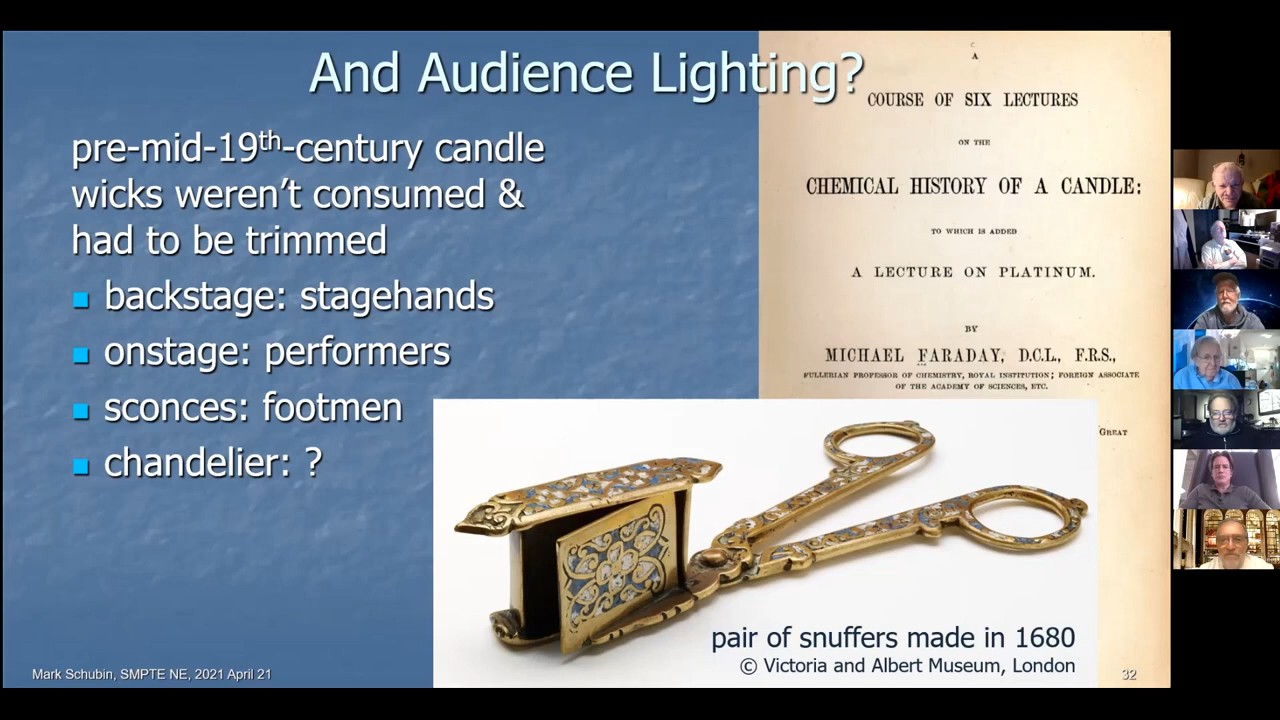 And Audience Lighting?
pre-mid-19th-century candle
wicks weren't consumed &
had to be trimmed
backstage: stagehands
onstage: performers
sconces: footmen
chandelier: ?
A
COURSE OF SIX LECTURES
ON THE
CHEMICAL HISTORY OF A CANDLE:
TO WHICH IS ADDED
A LECTURE ON PLATINUM.
BY
MICHAEL FARADAY, D.C.L., F.R.S.,
FULLERIAN PROFESSOR OF CHEMISTRY, ROYAL INSTITUTION; FOREIGN ASSOCIATE
OF THE ACADEMY OF SCIENCES, ETC.
GREAT
pair of snuffers made in 1680
© Victoria and Albert Museum, London
Mark Schubin, SMPTE NE, 2021 April 21
32